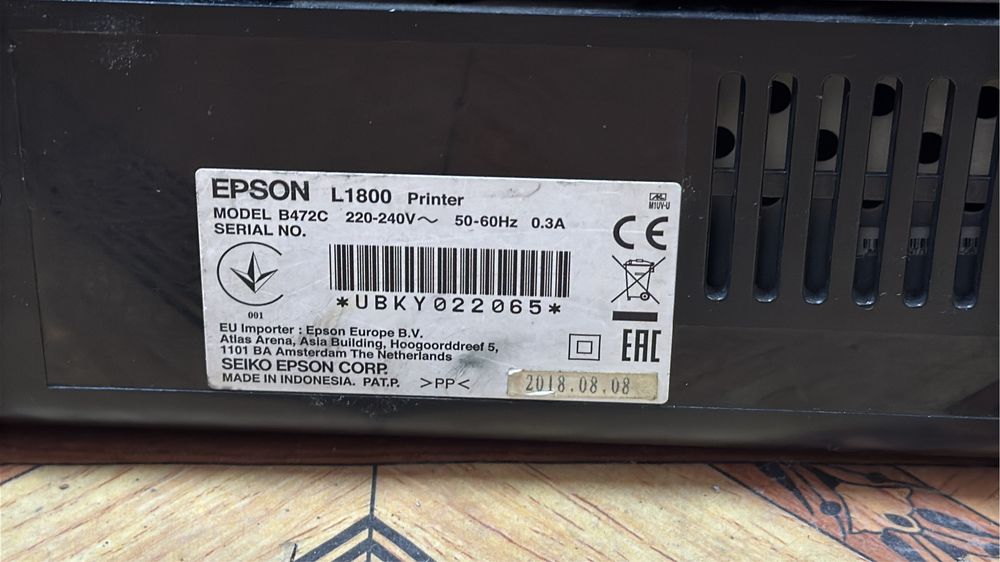 EPSON L1800 Printer
MODEL B472C 220-240V~ 50-60Hz 0.3A
SERIAL NO.
M1UV-U
CE
*UBKY022065*
001
EU Importer : Epson Europe B.V.
Atlas Arena, Asia Building, Hoogoorddreef 5,
1101 BA Amsterdam The Netherlands
SEIKO EPSON CORP.
MADE IN INDONESIA. PAT.P. >PP<
EAC
2018.08.08